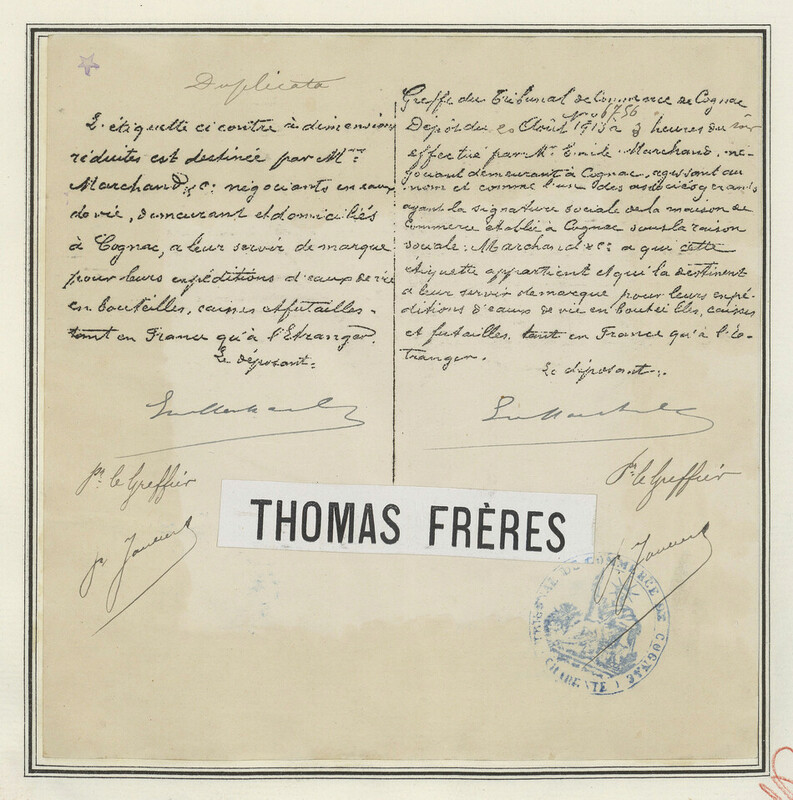 Duplicata
L'étiquette ci contre à dimensions
réduites est destinée par M.
Marchand & Cie négociants en eaux
de vie, demeurant et domiciliés
à Cognac, a leur servir de marque
pour leurs expéditions d'eaux de vie
en bouteilles, caisses et futailles
tant en France qu'à l'Etranger.
Le déposant:
Pr le Greffier
Greffe du Tribunal de Commerce de Cognac
No 6756
Dépôt du 20 Août 1913 à 3 heures du soir
effectué par Mr Emile Marchand, né-
gociant demeurant à Cognac, agissant au
nom et comme l'un des associés gérants
ayant la signature sociale de la maison de
Commerce établie à Cognac sous la raison
sociale: Marchand & Cie a qui cette
étiquette appartient et qui la destinent
a leur servir de marque pour leurs expé-
ditions d'eaux de vie en bouteilles, caisses
et futailles, tant en France qu'à l'é-
tranger.
Le déposant:
Pr le Greffier
THOMAS FRÈRES
TRIBUNAL DE COMMERCE DE COGNAC
CHARENTE